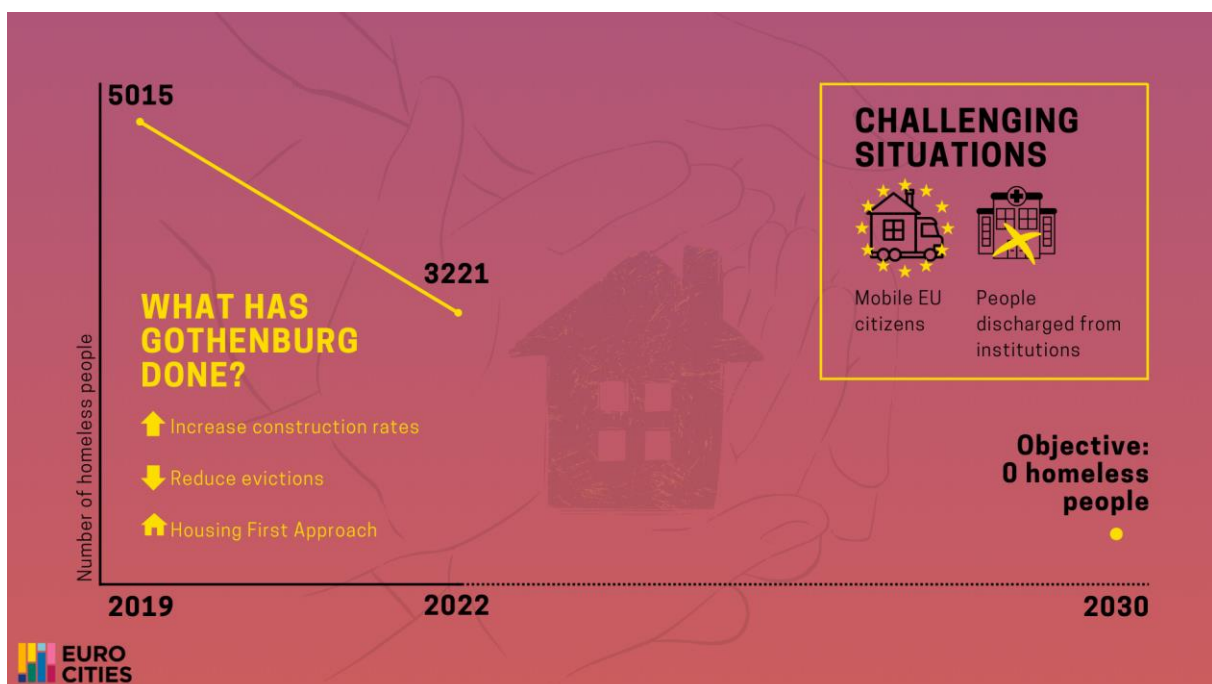 5015
3221
Number of homeless people
WHAT HAS
GOTHENBURG
DONE?
Increase construction rates
Reduce evictions
Housing First Approach
CHALLENGING
SITUATIONS
Mobile EU
citizens
People
discharged from
institutions
Objective:
0 homeless
people
2019
2022
2030
EURO
CITIES